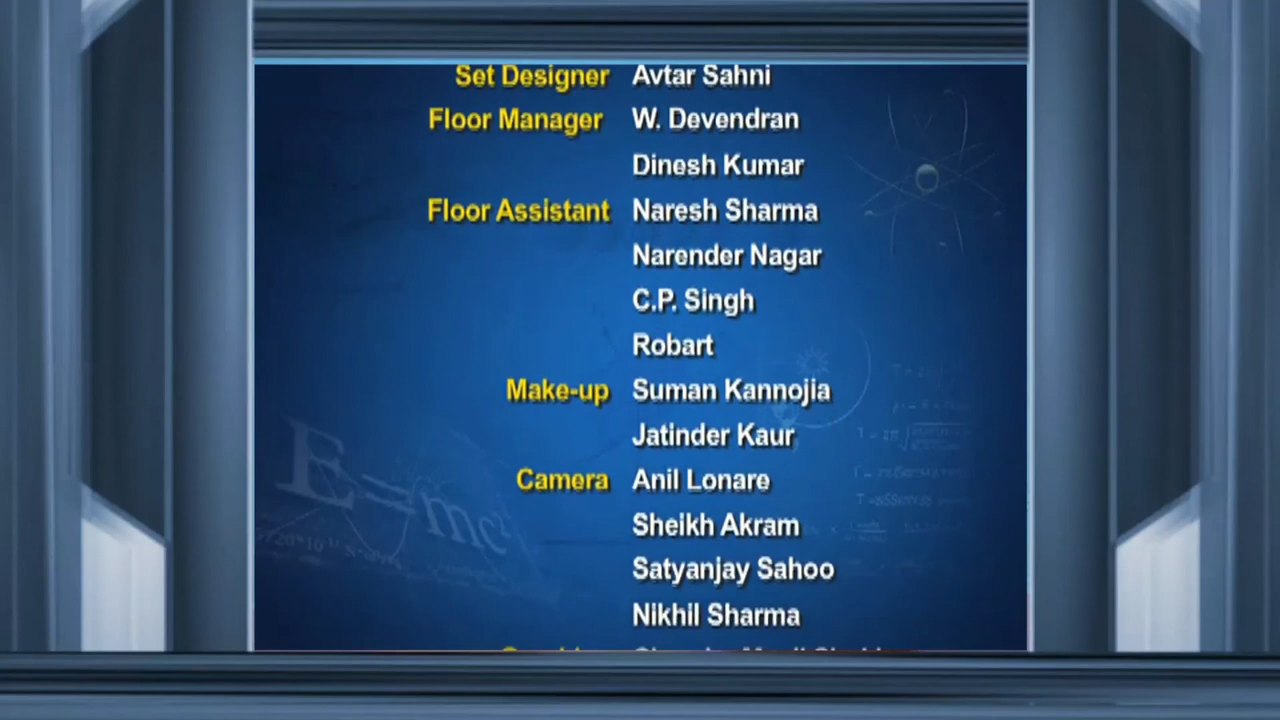 Set Designer Avtar Sahni
Floor Manager W. Devendran
Dinesh Kumar
Floor Assistant Naresh Sharma
Narender Nagar
C.P. Singh
Robart
Make-up Suman Kannojia
Jatinder Kaur
Camera Anil Lonare
Sheikh Akram
Satyanjay Sahoo
Nikhil Sharma
E=mc²